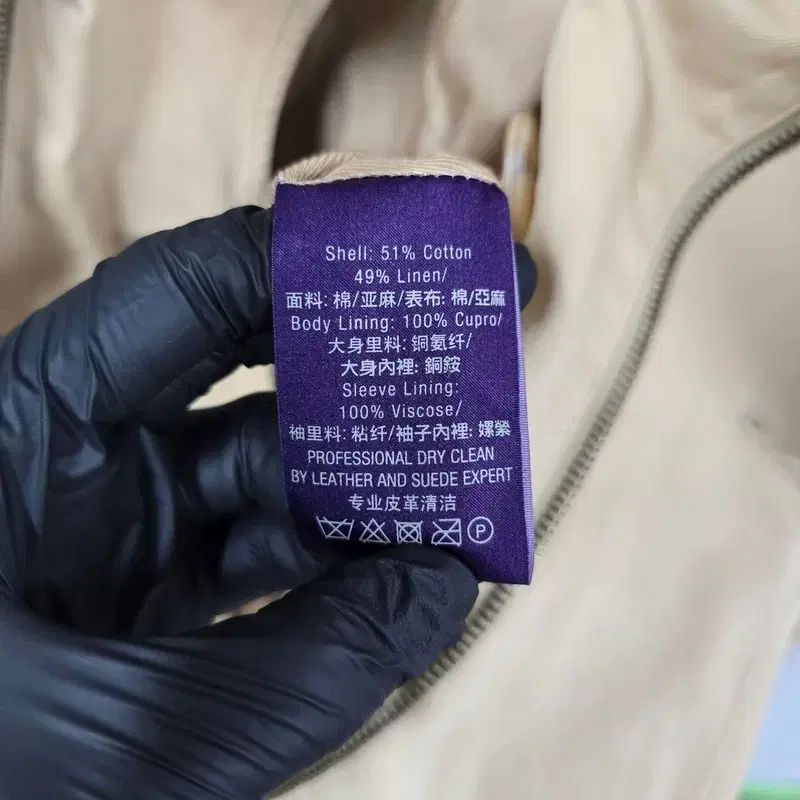 Shell: 51% Cotton
49% Linen/
面料: 棉/亚麻/表布: 棉/亞麻
Body Lining: 100% Cupro/
大身里料: 銅氨纤/
大身內裡: 銅銨
Sleeve Lining:
100% Viscose/
袖里料: 粘纤/袖子內裡: 嫘縈
PROFESSIONAL DRY CLEAN
BY LEATHER AND SUEDE EXPERT
专业皮革清洁
P